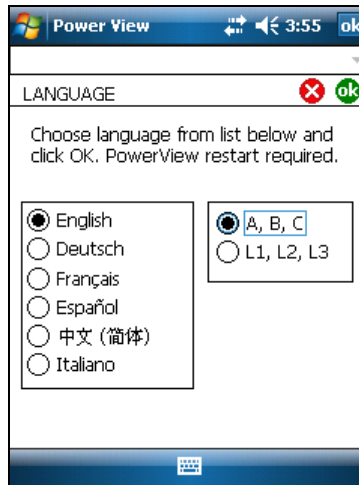 Power View 3:55 ok
LANGUAGE ok
Choose language from list below and
click OK. PowerView restart required.
English
Deutsch
Français
Español
中文 (简体)
Italiano
A, B, C
L1, L2, L3